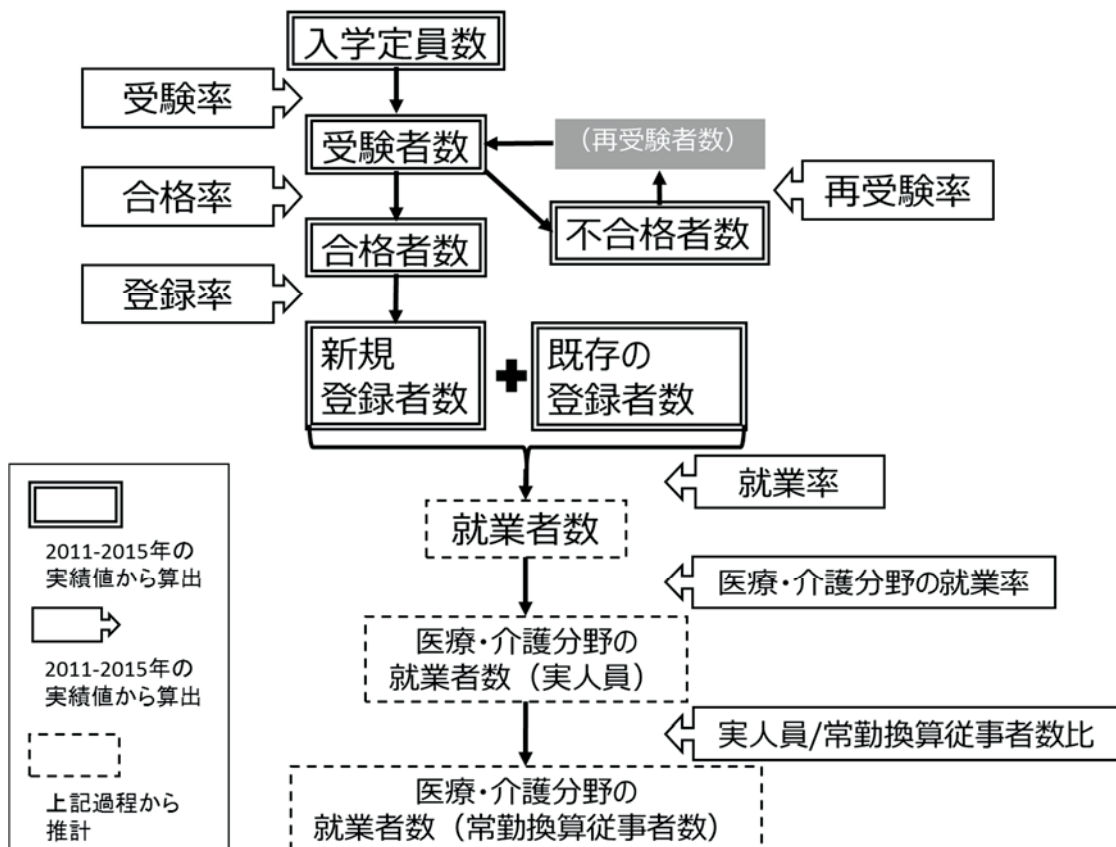 入学定員数
受験率
受験者数
（再受験者数）
合格率
再受験率
合格者数
不合格者数
登録率
新規
登録者数
既存の
登録者数
就業率
就業者数
医療・介護分野の就業率
医療・介護分野の
就業者数（実人員）
実人員/常勤換算従事者数比
医療・介護分野の
就業者数（常勤換算従事者数）
2011-2015年の
実績値から算出
2011-2015年の
実績値から算出
上記過程から
推計